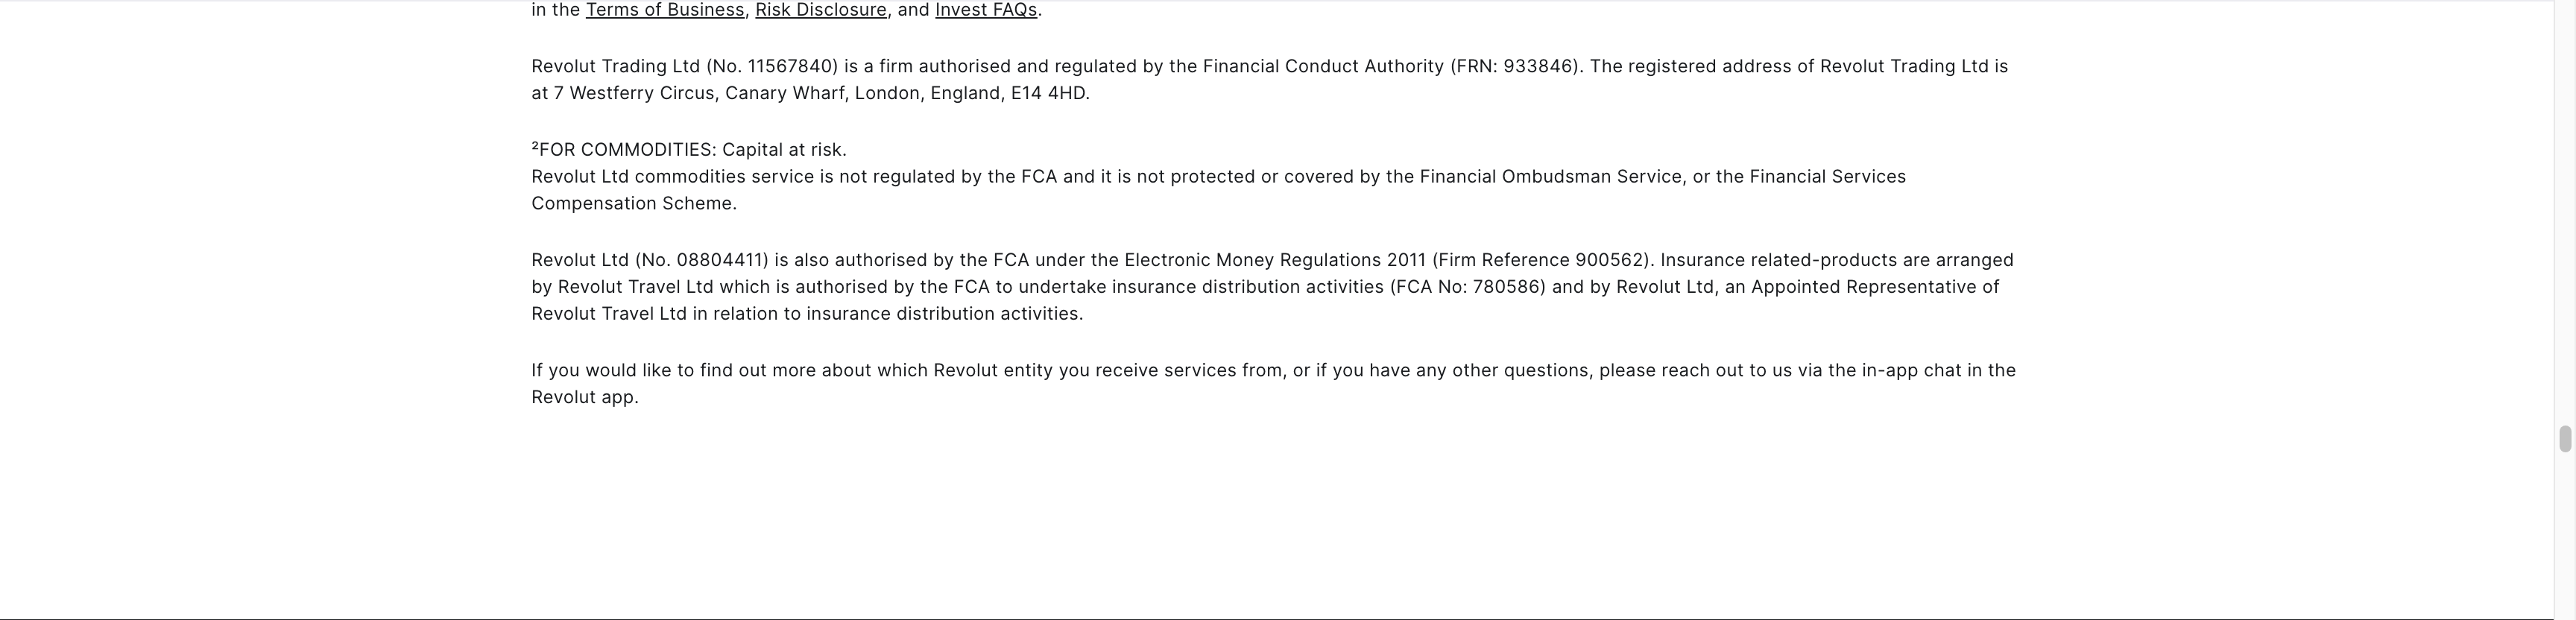 in the Terms of Business, Risk Disclosure, and Invest FAQs.
Revolut Trading Ltd (No. 11567840) is a firm authorised and regulated by the Financial Conduct Authority (FRN: 933846). The registered address of Revolut Trading Ltd is
at 7 Westferry Circus, Canary Wharf, London, England, E14 4HD.
²FOR COMMODITIES: Capital at risk.
Revolut Ltd commodities service is not regulated by the FCA and it is not protected or covered by the Financial Ombudsman Service, or the Financial Services
Compensation Scheme.
Revolut Ltd (No. 08804411) is also authorised by the FCA under the Electronic Money Regulations 2011 (Firm Reference 900562). Insurance related-products are arranged
by Revolut Travel Ltd which is authorised by the FCA to undertake insurance distribution activities (FCA No: 780586) and by Revolut Ltd, an Appointed Representative of
Revolut Travel Ltd in relation to insurance distribution activities.
If you would like to find out more about which Revolut entity you receive services from, or if you have any other questions, please reach out to us via the in-app chat in the
Revolut app.